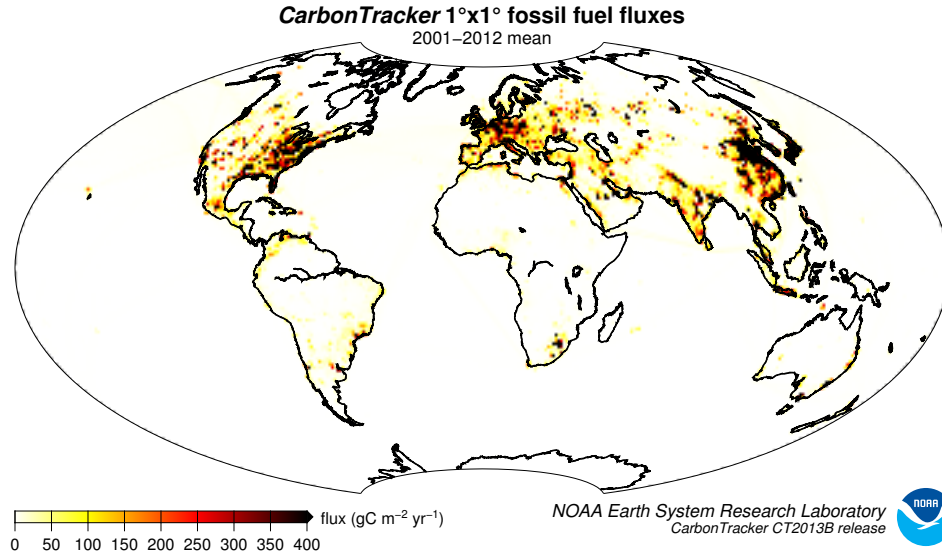 CarbonTracker 1°x1° fossil fuel fluxes
2001−2012 mean
flux (gC m⁻² yr⁻¹)
0 50 100 150 200 250 300 350 400
NOAA Earth System Research Laboratory
CarbonTracker CT2013B release
NOAA